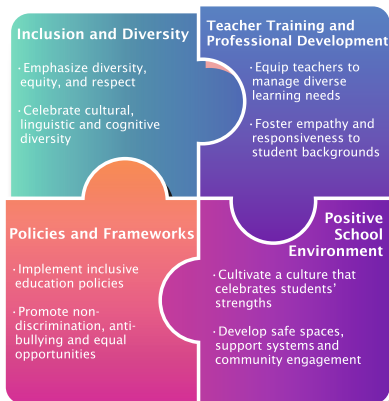 Inclusion and Diversity
· Emphasize diversity,
equity, and respect
· Celebrate cultural,
linguistic and cognitive
diversity
Teacher Training and
Professional Development
· Equip teachers to
manage diverse
learning needs
· Foster empathy and
responsiveness to
student backgrounds
Policies and Frameworks
· Implement inclusive
education policies
· Promote non-
discrimination, anti-
bullying and equal
opportunities
Positive
School
Environment
· Cultivate a culture that
celebrates students’
strengths
· Develop safe spaces,
support systems and
community engagement